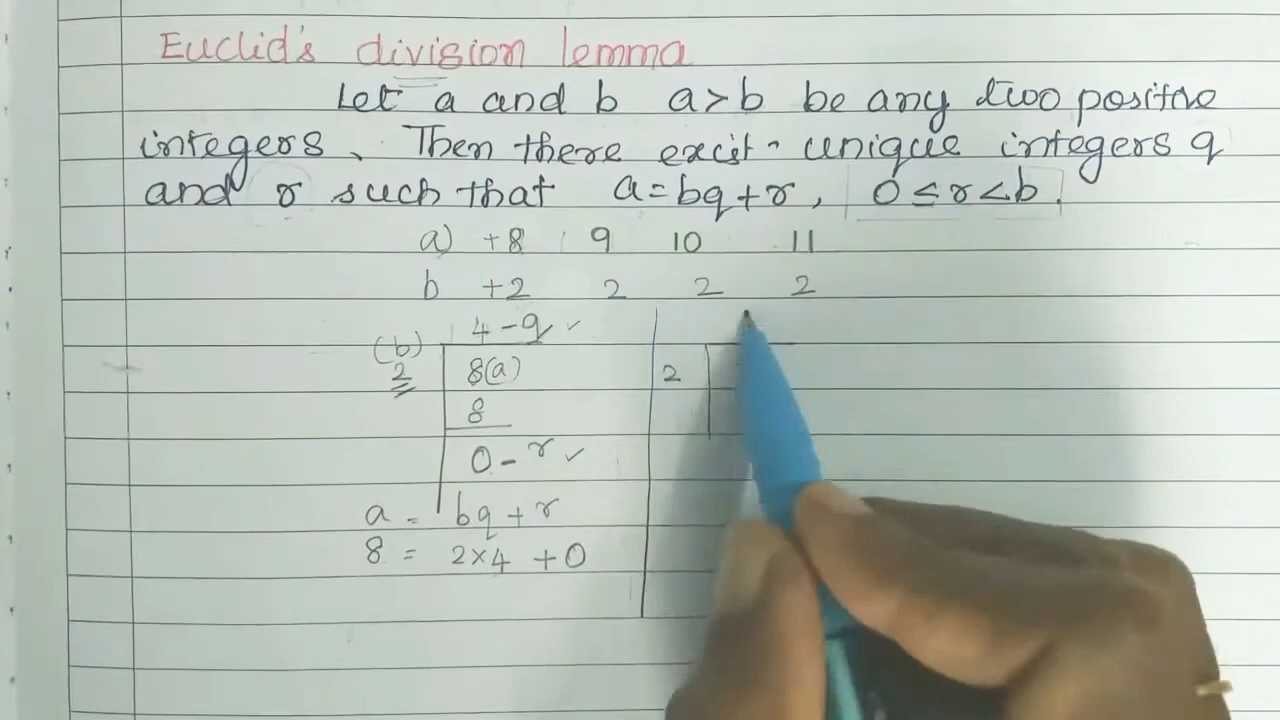 Euclid's division lemma
Let a and b a>b be any two positive
integers, Then there exist unique integers q
and r such that a=bq+r, 0≤r<b.
a) +8 9 10 11
b +2 2 2 2
4-q ✓
(b)
2 8(a) 2
8
0-r ✓
a = bq+r
8 = 2×4 +0